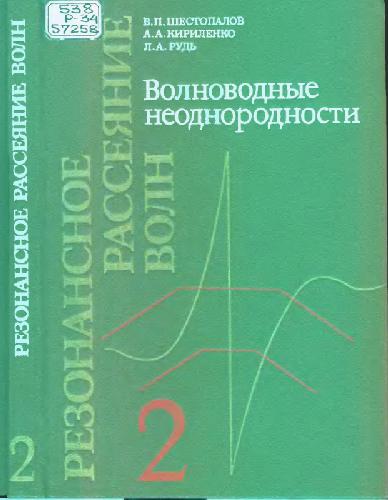 538
Р-34
57258
В.П. ШЕСТОПАЛОВ
А.А. КИРИЛЕНКО
Л.А. РУДЬ
Волноводные
неоднородности
РЕЗОНАНСНОЕ
РАССЕЯНИЕ
ВОЛН
2
РЕЗОНАНСНОЕ РАССЕЯНИЕ ВОЛН
2